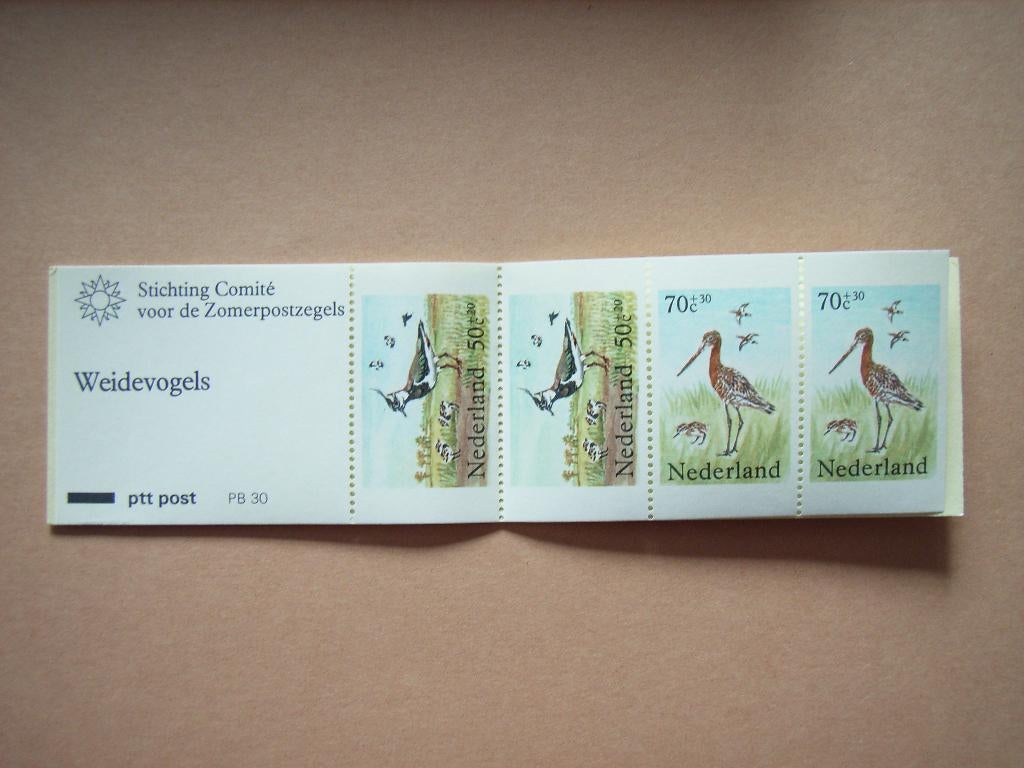 Stichting Comité
voor de Zomerpostzegels
Weidevogels
ptt post PB 30
Nederland 50c+20
Nederland 50c+20
70c+30
Nederland
70c+30
Nederland